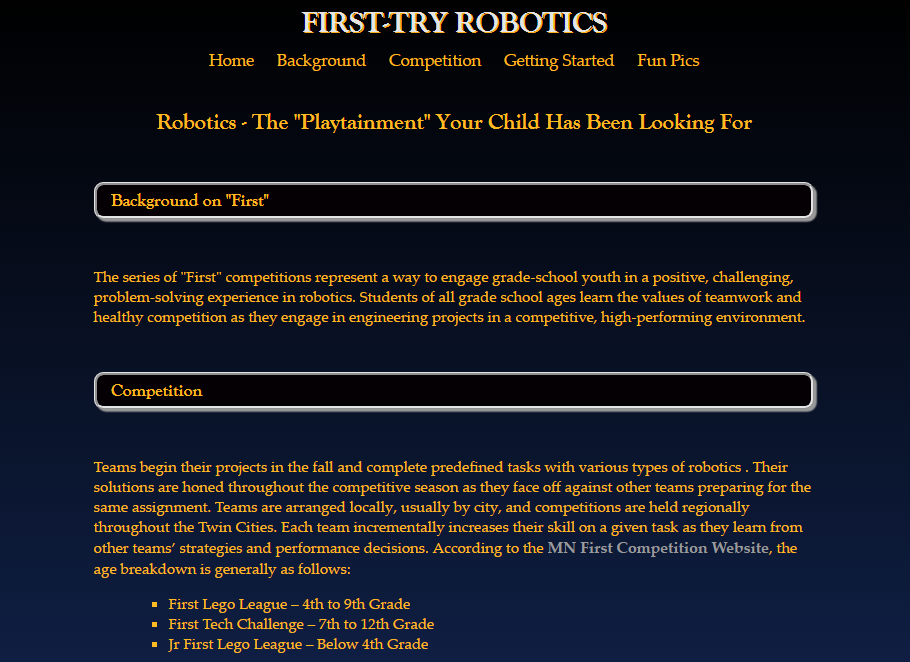 FIRST-TRY ROBOTICS
Home Background Competition Getting Started Fun Pics
Robotics - The "Playtainment" Your Child Has Been Looking For
Background on "First"
The series of "First" competitions represent a way to engage grade-school youth in a positive, challenging,
problem-solving experience in robotics. Students of all grade school ages learn the values of teamwork and
healthy competition as they engage in engineering projects in a competitive, high-performing environment.
Competition
Teams begin their projects in the fall and complete predefined tasks with various types of robotics . Their
solutions are honed throughout the competitive season as they face off against other teams preparing for the
same assignment. Teams are arranged locally, usually by city, and competitions are held regionally
throughout the Twin Cities. Each team incrementally increases their skill on a given task as they learn from
other teams’ strategies and performance decisions. According to the MN First Competition Website, the
age breakdown is generally as follows:
▪ First Lego League – 4th to 9th Grade
▪ First Tech Challenge – 7th to 12th Grade
▪ Jr First Lego League – Below 4th Grade